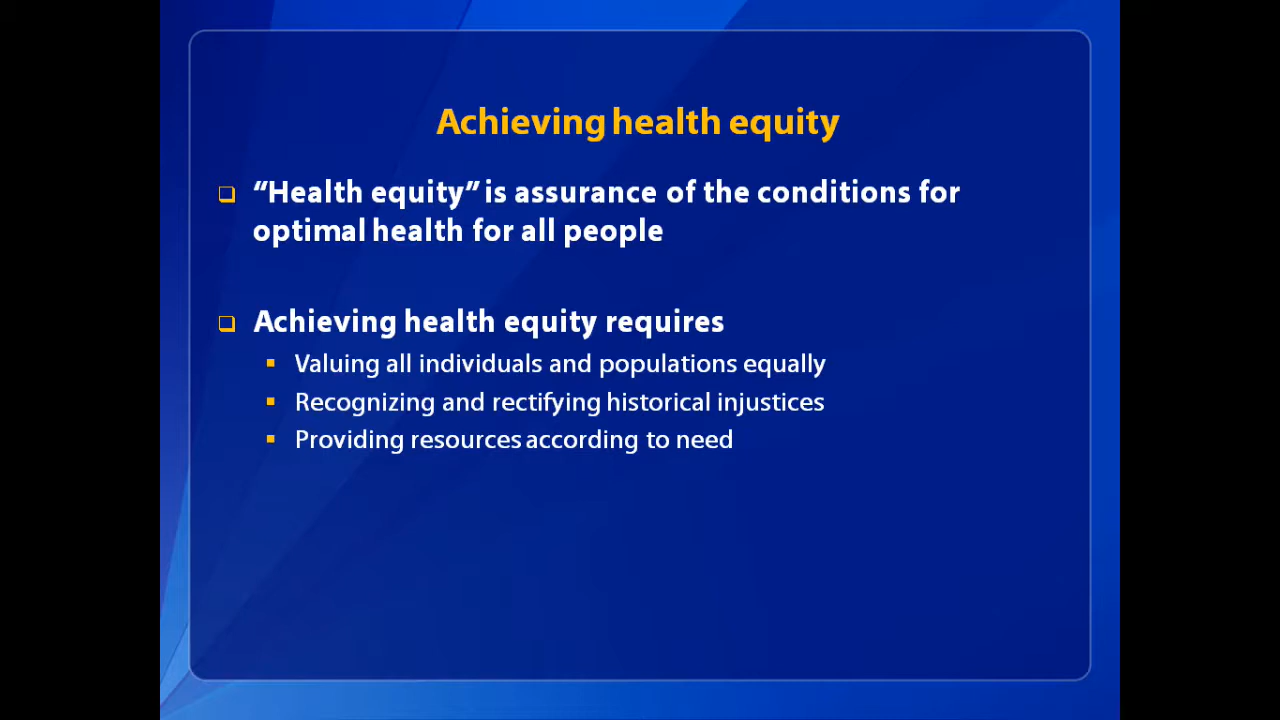 Achieving health equity
“Health equity” is assurance of the conditions for
optimal health for all people
Achieving health equity requires
Valuing all individuals and populations equally
Recognizing and rectifying historical injustices
Providing resources according to need